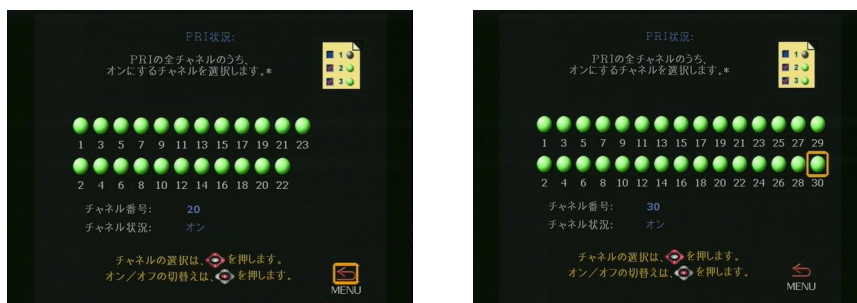 PRI状況:
PRIの全チャネルのうち、
オンにするチャネルを選択します。*
1
2
3
1 3 5 7 9 11 13 15 17 19 21 23
2 4 6 8 10 12 14 16 18 20 22
チャネル番号: 20
チャネル状況: オン
チャネルの選択は、を押します。
オン/オフの切替えは、を押します。
MENU
PRI状況:
PRIの全チャネルのうち、
オンにするチャネルを選択します。*
1
2
3
1 3 5 7 9 11 13 15 17 19 21 23 25 27 29
2 4 6 8 10 12 14 16 18 20 22 24 26 28 30
チャネル番号: 30
チャネル状況: オン
チャネルの選択は、を押します。
オン/オフの切替えは、を押します。
MENU